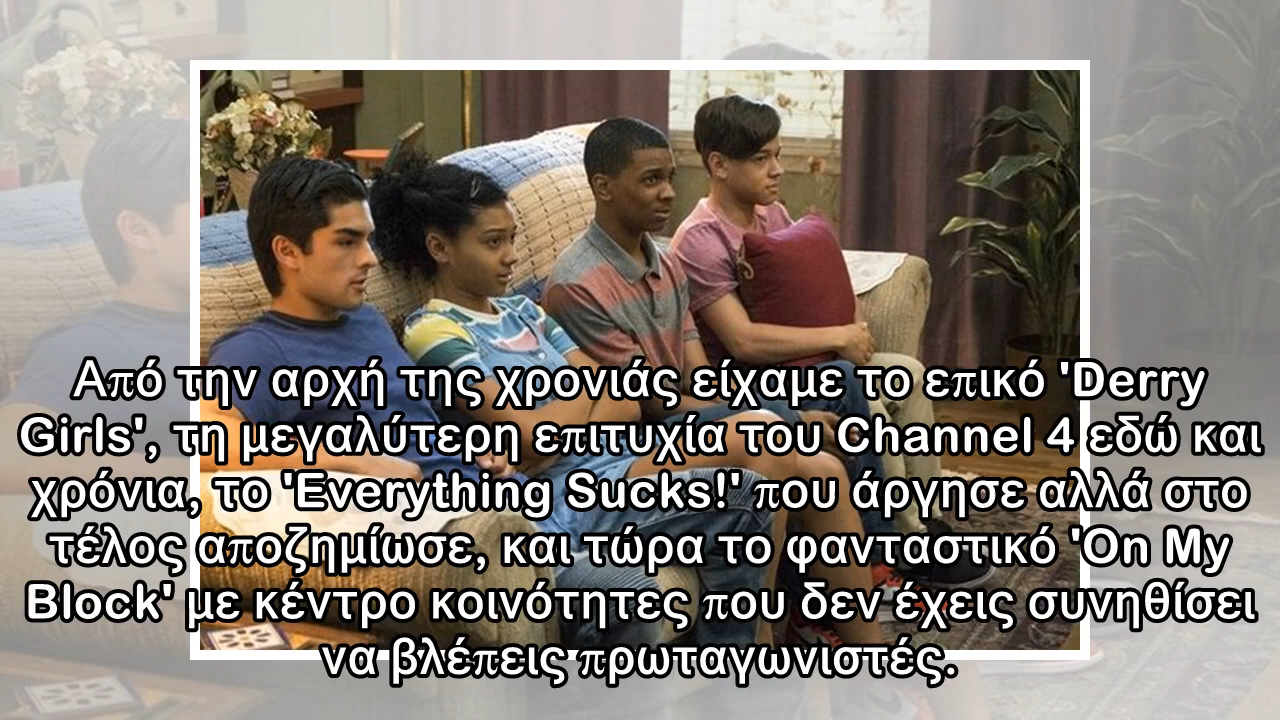 Από την αρχή της χρονιάς είχαμε το επικό 'Derry
Girls', τη μεγαλύτερη επιτυχία του Channel 4 εδώ και
χρόνια, το 'Everything Sucks!' που άργησε αλλά στο
τέλος αποζημίωσε, και τώρα το φανταστικό 'On My
Block' με κέντρο κοινότητες που δεν έχεις συνηθίσει
να βλέπεις πρωταγωνιστές.